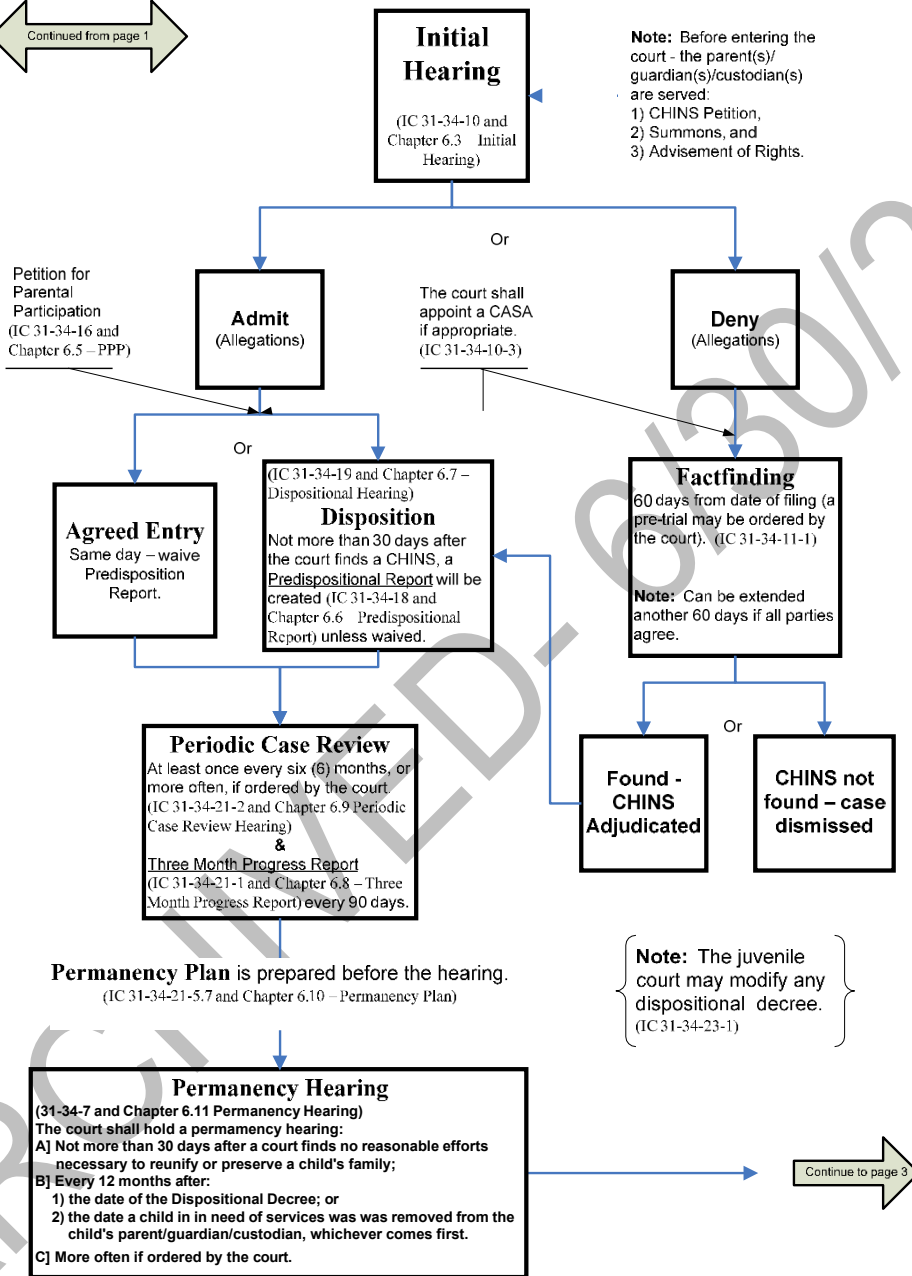 Continued from page 1
Initial
Hearing
(IC 31-34-10 and
Chapter 6.3 Initial
Hearing)
Note: Before entering the
court - the parent(s)/
guardian(s)/custodian(s)
are served:
1) CHINS Petition,
2) Summons, and
3) Advisement of Rights.
Or
Petition for
Parental
Participation
(IC 31-34-16 and
Chapter 6.5 – PPP)
Admit
(Allegations)
The court shall
appoint a CASA
if appropriate.
(IC 31-34-10-3)
Deny
(Allegations)
Or
Agreed Entry
Same day – waive
Predisposition
Report.
(IC 31-34-19 and Chapter 6.7 –
Dispositional Hearing)
Disposition
Not more than 30 days after
the court finds a CHINS, a
Predispositional Report will be
created (IC 31-34-18 and
Chapter 6.6 Predispositional
Report) unless waived.
Factfinding
60 days from date of filing (a
pre-trial may be ordered by
the court). (IC 31-34-11-1)
Note: Can be extended
another 60 days if all parties
agree.
Periodic Case Review
At least once every six (6) months, or
more often, if ordered by the court.
(IC 31-34-21-2 and Chapter 6.9 Periodic
Case Review Hearing)
&
Three Month Progress Report
(IC 31-34-21-1 and Chapter 6.8 – Three
Month Progress Report) every 90 days.
Or
Found -
CHINS
Adjudicated
CHINS not
found – case
dismissed
Permanency Plan is prepared before the hearing.
(IC 31-34-21-5.7 and Chapter 6.10 – Permanency Plan)
Note: The juvenile
court may modify any
dispositional decree.
(IC 31-34-23-1)
Permanency Hearing
(31-34-7 and Chapter 6.11 Permanency Hearing)
The court shall hold a permamency hearing:
A] Not more than 30 days after a court finds no reasonable efforts
necessary to reunify or preserve a child's family;
B] Every 12 months after:
1) the date of the Dispositional Decree; or
2) the date a child in in need of services was was removed from the
child's parent/guardian/custodian, whichever comes first.
C] More often if ordered by the court.
Continue to page 3
RCHIVED- 6/30/2